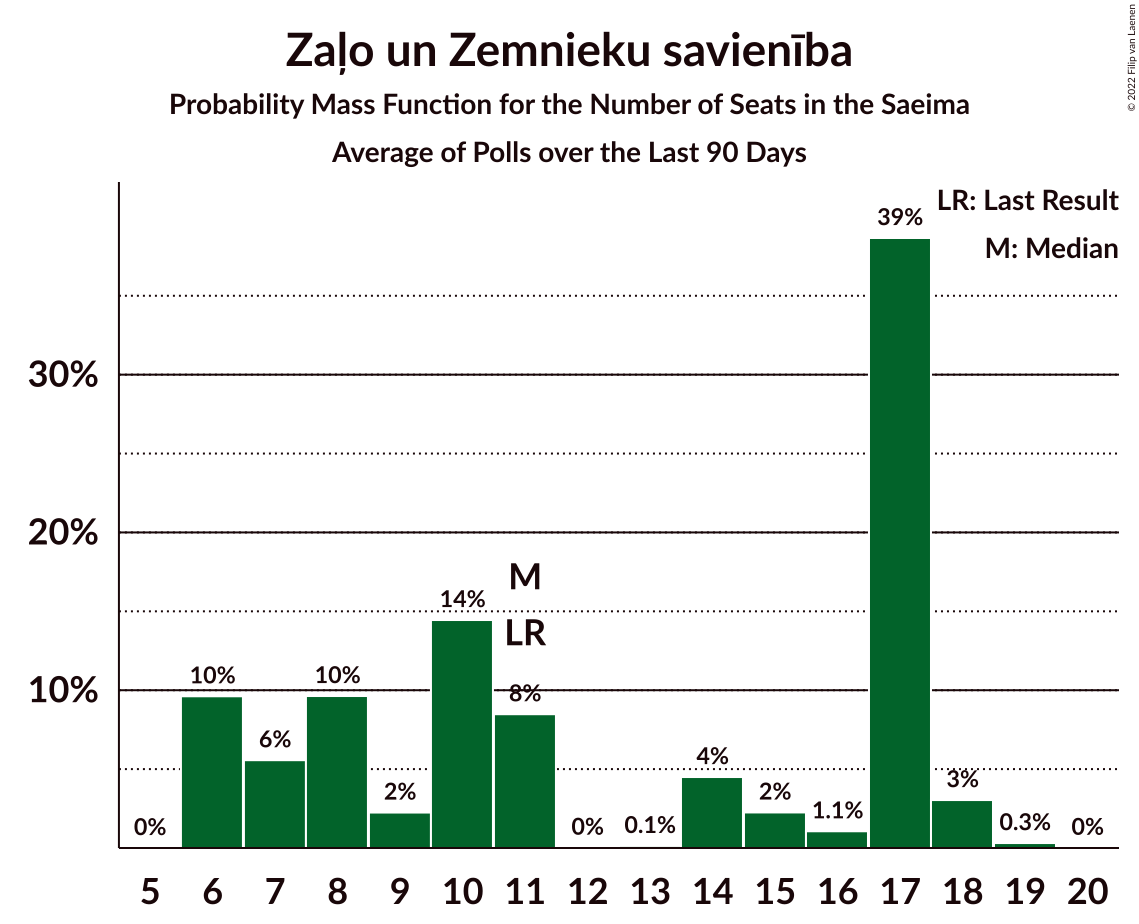 Zaļo un Zemnieku savienība
Probability Mass Function for the Number of Seats in the Saeima
Average of Polls over the Last 90 Days
© 2022 Filip van Laenen
LR: Last Result
M: Median
39%
30%
20%
10%
M
LR
0%
10%
6%
10%
2%
14%
8%
0%
0.1%
4%
2%
1.1%
3%
0.3%
0%
5 6 7 8 9 10 11 12 13 14 15 16 17 18 19 20